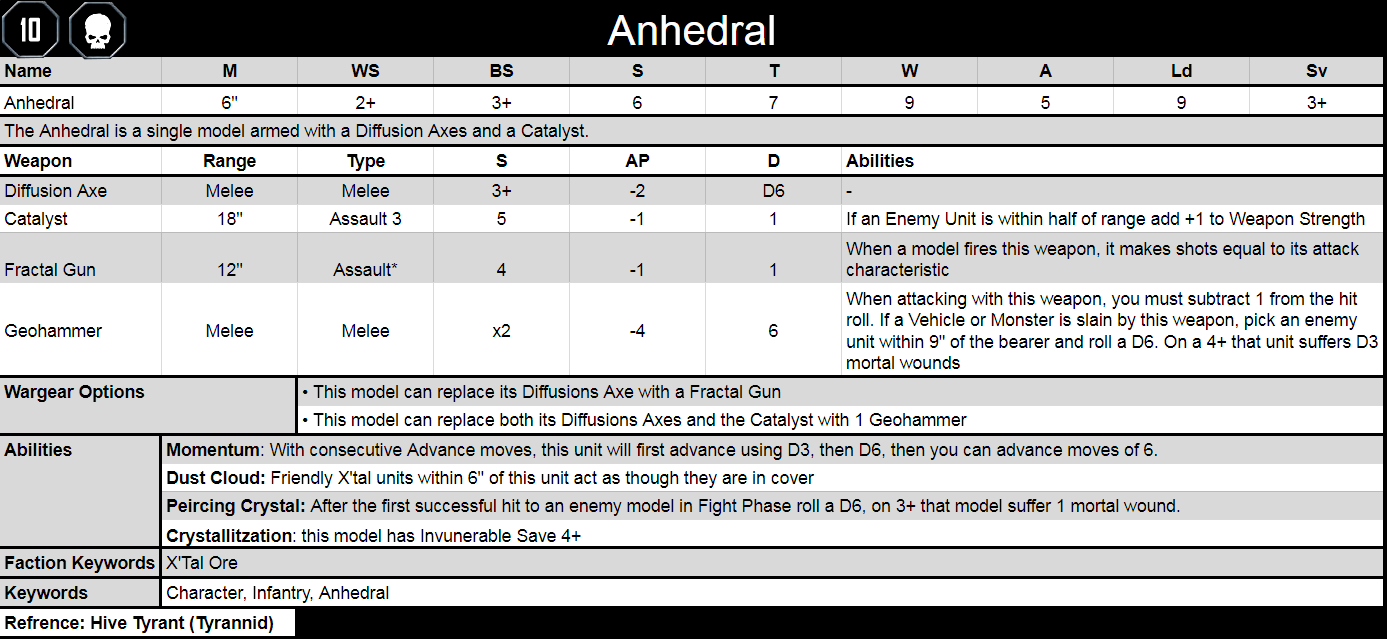 10 Anhedral
Name M WS BS S T W A Ld Sv
Anhedral 6" 2+ 3+ 6 7 9 5 9 3+
The Anhedral is a single model armed with a Diffusion Axes and a Catalyst.
Weapon Range Type S AP D Abilities
Diffusion Axe Melee Melee 3+ -2 D6 -
Catalyst 18" Assault 3 5 -1 1 If an Enemy Unit is within half of range add +1 to Weapon Strength
Fractal Gun 12" Assault* 4 -1 1 When a model fires this weapon, it makes shots equal to its attack
characteristic
Geohammer Melee Melee x2 -4 6 When attacking with this weapon, you must subtract 1 from the hit
roll. If a Vehicle or Monster is slain by this weapon, pick an enemy
unit within 9" of the bearer and roll a D6. On a 4+ that unit suffers D3
mortal wounds
Wargear Options • This model can replace its Diffusions Axe with a Fractal Gun
• This model can replace both its Diffusions Axes and the Catalyst with 1 Geohammer
Abilities Momentum: With consecutive Advance moves, this unit will first advance using D3, then D6, then you can advance moves of 6.
Dust Cloud: Friendly X'tal units within 6" of this unit act as though they are in cover
Peircing Crystal: After the first successful hit to an enemy model in Fight Phase roll a D6, on 3+ that model suffer 1 mortal wound.
Crystallitzation: this model has Invunerable Save 4+
Faction Keywords X'Tal Ore
Keywords Character, Infantry, Anhedral
Refrence: Hive Tyrant (Tyrannid)